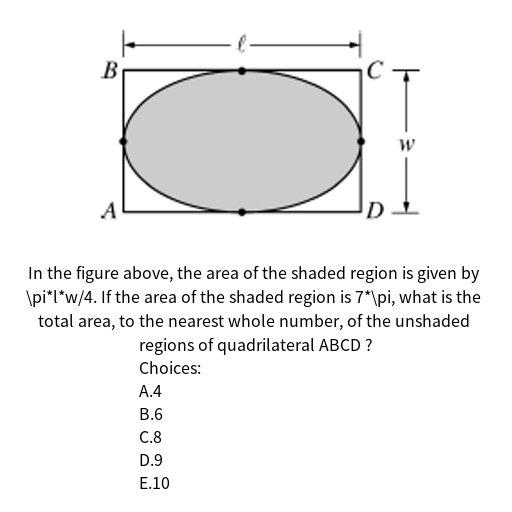 ℓ
B
C
w
A
D
In the figure above, the area of the shaded region is given by
\pi*l*w/4. If the area of the shaded region is 7*\pi, what is the
total area, to the nearest whole number, of the unshaded
regions of quadrilateral ABCD ?
Choices:
A.4
B.6
C.8
D.9
E.10